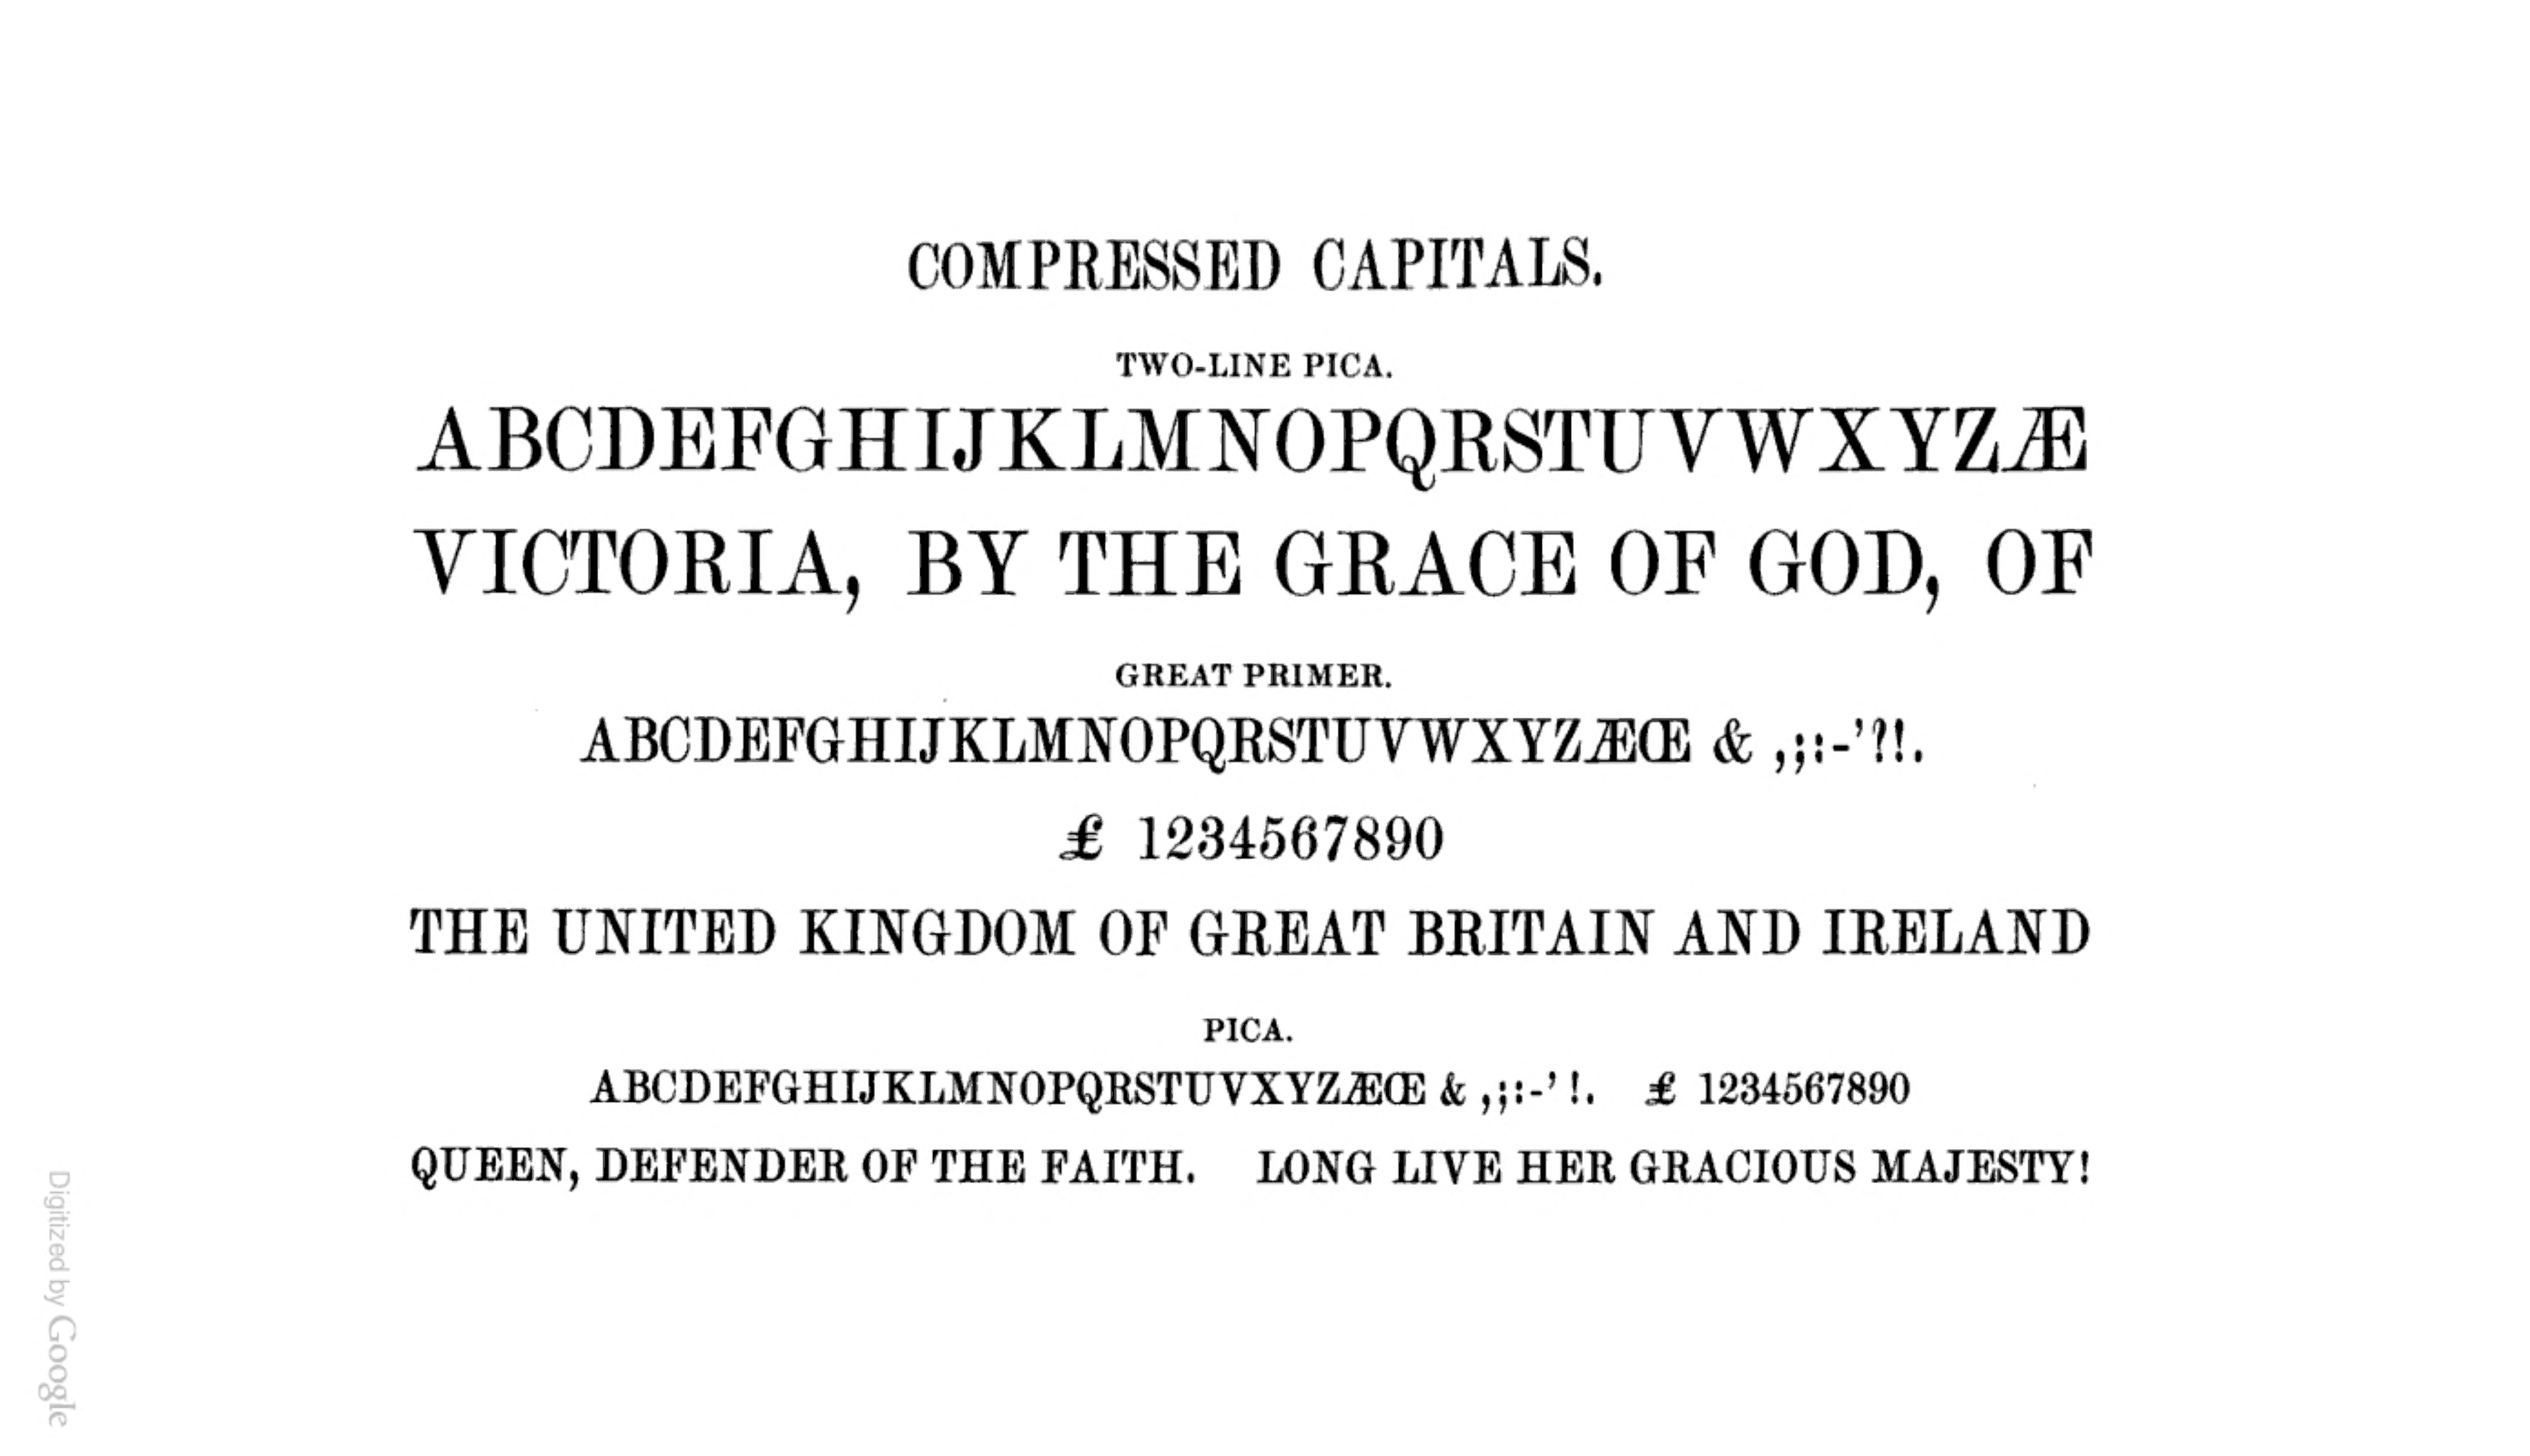 COMPRESSED CAPITALS.
TWO-LINE PICA.
ABCDEFGHIJKLMNOPQRSTUVWXYZÆ
VICTORIA, BY THE GRACE OF GOD, OF
GREAT PRIMER.
ABCDEFGHIJKLMNOPQRSTUVWXYZÆŒ & ,;:-’?!.
£ 1234567890
THE UNITED KINGDOM OF GREAT BRITAIN AND IRELAND
PICA.
ABCDEFGHIJKLMNOPQRSTUVXYZÆŒ & ,;:-’ !. £ 1234567890
QUEEN, DEFENDER OF THE FAITH. LONG LIVE HER GRACIOUS MAJESTY!
Digitized by Google